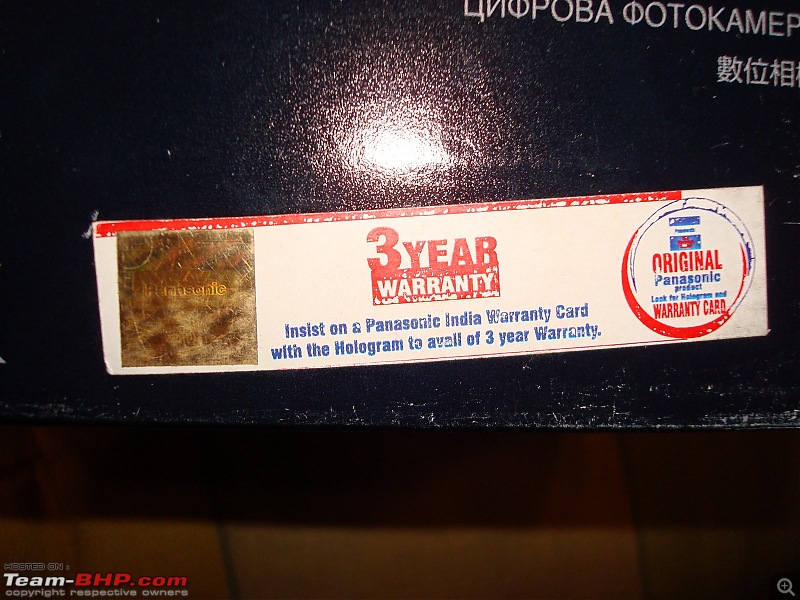 ЦИФРОВА ФОТОКАМЕР
數位相機
Panasonic
3 YEAR
WARRANTY
Insist on a Panasonic India Warranty Card
with the Hologram to avail of 3 year Warranty.
Panasonic
ORIGINAL
Panasonic
product
Look for Hologram and
WARRANTY CARD
HOSTED ON :
Team-BHP.com
copyright respective owners